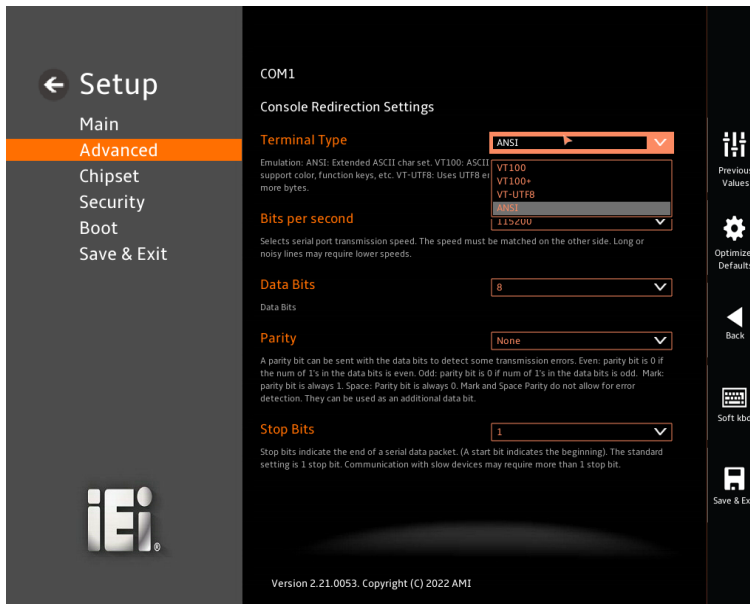 Setup
Main
Advanced
Chipset
Security
Boot
Save & Exit
COM1
Console Redirection Settings
Terminal Type
ANSI
Emulation: ANSI: Extended ASCII char set. VT100: ASCII
support color, function keys, etc. VT-UTF8: Uses UTF8
more bytes.
VT100
VT100+
VT-UTF8
ANSI
Bits per second
115200
Selects serial port transmission speed. The speed must be matched on the other side. Long or
noisy lines may require lower speeds.
Data Bits
8
Data Bits
Parity
None
A parity bit can be sent with the data bits to detect some transmission errors. Even: parity bit is 0 if
the num of 1's in the data bits is even. Odd: parity bit is 0 if num of 1's in the data bits is odd. Mark:
parity bit is always 1. Space: Parity bit is always 0. Mark and Space Parity do not allow for error
detection. They can be used as an additional data bit.
Stop Bits
1
Stop bits indicate the end of a serial data packet. (A start bit indicates the beginning). The standard
setting is 1 stop bit. Communication with slow devices may require more than 1 stop bit.
Previous
Values
Optimize
Defaults
Back
Soft kbd
Save & Ex
iEi
®
Version 2.21.0053. Copyright (C) 2022 AMI